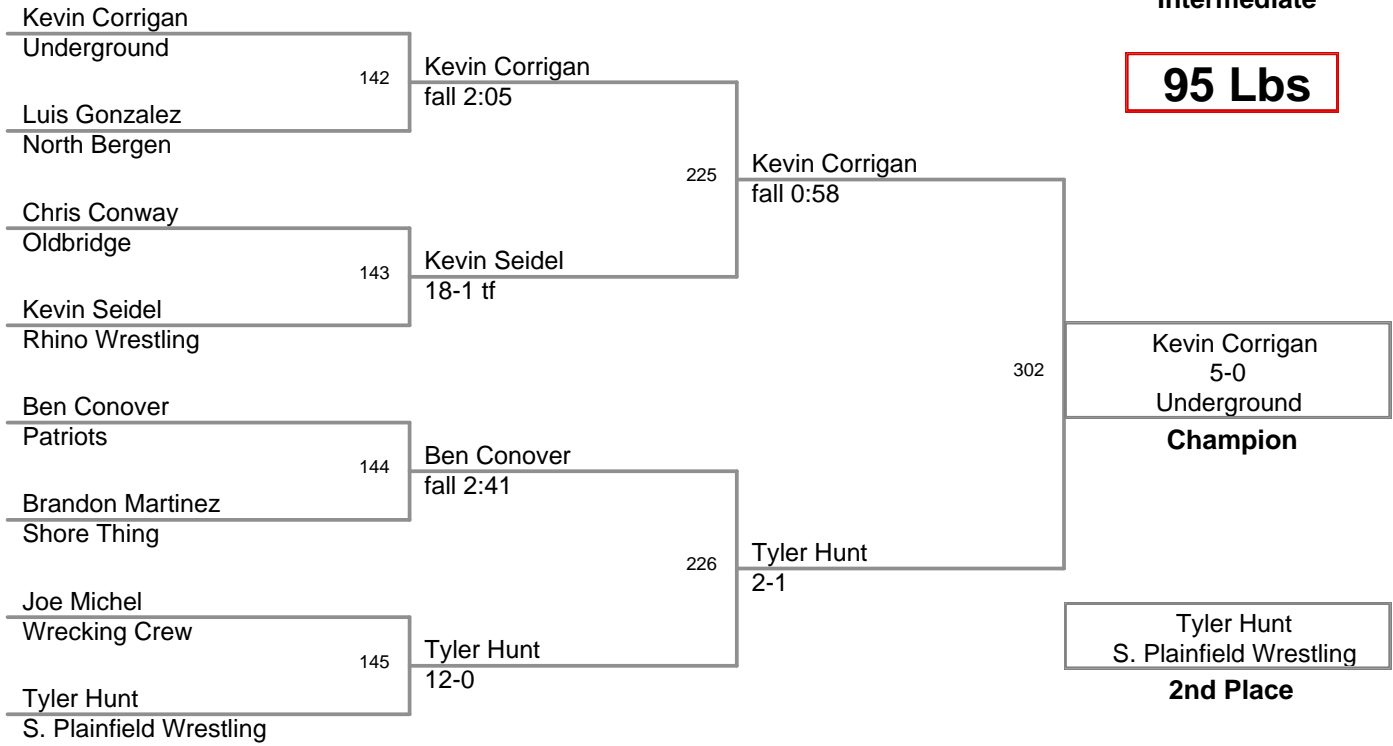 Intermediate
95 Lbs
Kevin Corrigan
Underground
142
Luis Gonzalez
North Bergen
Kevin Corrigan
fall 2:05
Chris Conway
Oldbridge
143
Kevin Seidel
Rhino Wrestling
Kevin Seidel
18-1 tf
225
Kevin Corrigan
fall 0:58
Ben Conover
Patriots
144
Brandon Martinez
Shore Thing
Ben Conover
fall 2:41
Joe Michel
Wrecking Crew
145
Tyler Hunt
S. Plainfield Wrestling
Tyler Hunt
12-0
226
Tyler Hunt
2-1
302
Kevin Corrigan
5-0
Underground
Champion
Tyler Hunt
S. Plainfield Wrestling
2nd Place